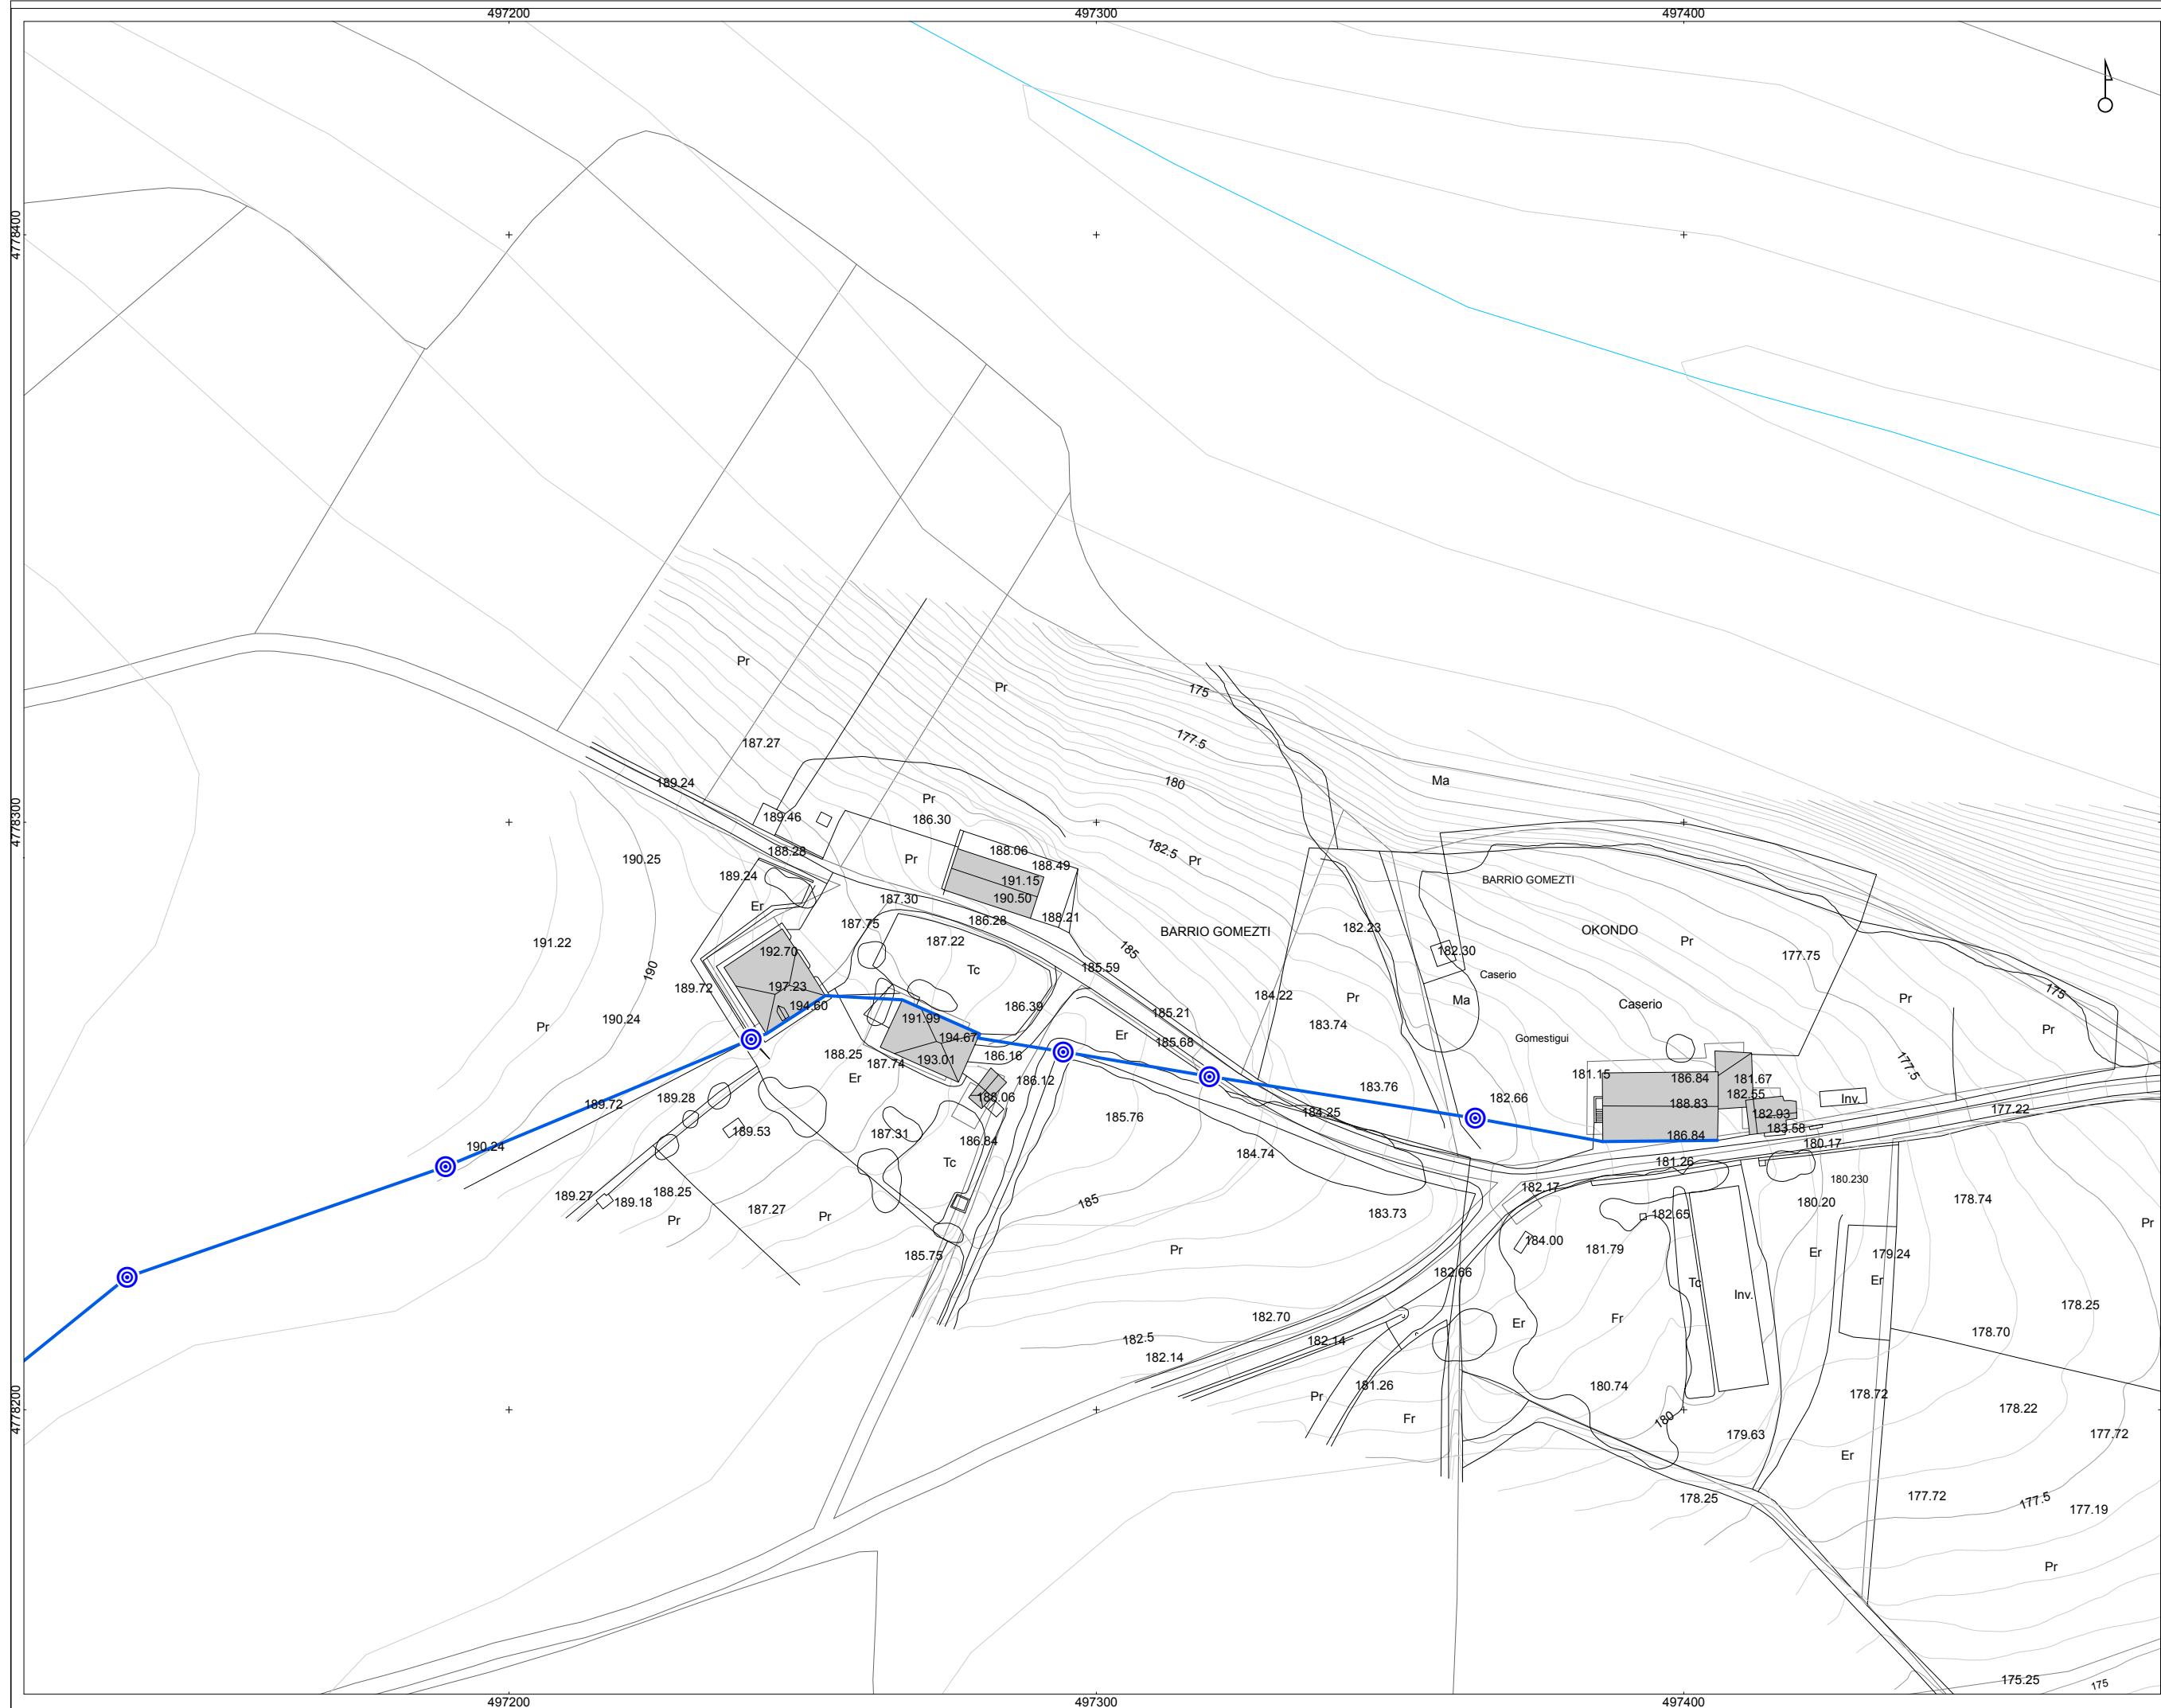 497200 497300 497400
4778400
Pr
Pr
175
177.5
187.27
180
Ma
189.24
Pr
189.46
186.30
4778300
188.28
188.06
182.5
190.25
Pr
188.49
Pr
189.24
191.15
BARRIO GOMEZTI
190.50
187.30
Er
186.28
188.21
187.75
182.23
BARRIO GOMEZTI
OKONDO
191.22
187.22
185
Pr
192.70
182.30
177.75
190
Tc
185.59
Caserio
189.72
197.23
184.22
Pr
Ma
Caserio
Pr
175
194.60
186.39
185.21
190.24
191.99
183.74
Pr
Pr
194.67
Er
185.68
Gomestigui
188.25
187.74
193.01
186.16
177.5
Er
186.12
181.15
186.84
181.67
183.76
182.55
189.28
188.06
182.66
188.83
Inv.
189.72
185.76
184.25
182.93
177.22
189.53
187.31
186.84
183.58
190.24
186.84
180.17
184.74
Tc
181.26
180.230
189.27
188.25
182.17
189.18
185
180.20
178.74
187.27
183.73
182.65
Pr
Pr
Pr
184.00
185.75
Pr
181.79
Er
179.24
182.66
Tc
Er
Inv.
178.25
182.70
Er
Fr
182.5
182.14
178.70
182.14
Pr
181.26
180.74
178.72
4778200
Fr
180
178.22
179.63
177.72
Er
178.25
177.72
177.5
177.19
Pr
175.25
175
497200 497300 497400